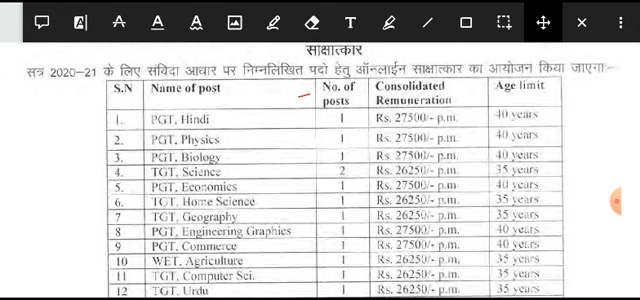 साक्षात्कार
सत्र 2020-21 के लिए संविदा आधार पर निम्नलिखित पदो हेतु ऑनलाईन साक्षात्कार का आयोजन किया जाएगाः—
S.N Name of post No. of posts Consolidated Remuneration Age limit
1. PGT, Hindi 1 Rs. 27500/- p.m. 40 years
2. PGT, Physics 1 Rs. 27500/- p.m. 40 years
3. PGT, Biology 1 Rs. 27500/- p.m. 40 years
4. TGT, Science 2 Rs. 26250/- p.m. 35 years
5. PGT, Economics 1 Rs. 27500/- p.m. 40 years
6. TGT, Home Science 1 Rs. 26250/- p.m. 35 years
7 TGT, Geography 1 Rs. 26250/- p.m. 35 years
8 PGT, Engineering Graphics 1 Rs. 27500/- p.m. 40 years
9 PGT, Commerce 1 Rs. 27500/- p.m. 40 years
10 WET, Agriculture 1 Rs. 26250/- p.m. 35 years
11 TGT, Computer Sci. 1 Rs. 26250/- p.m. 35 years
12 TGT, Urdu 1 Rs. 26250/- p.m. 35 years